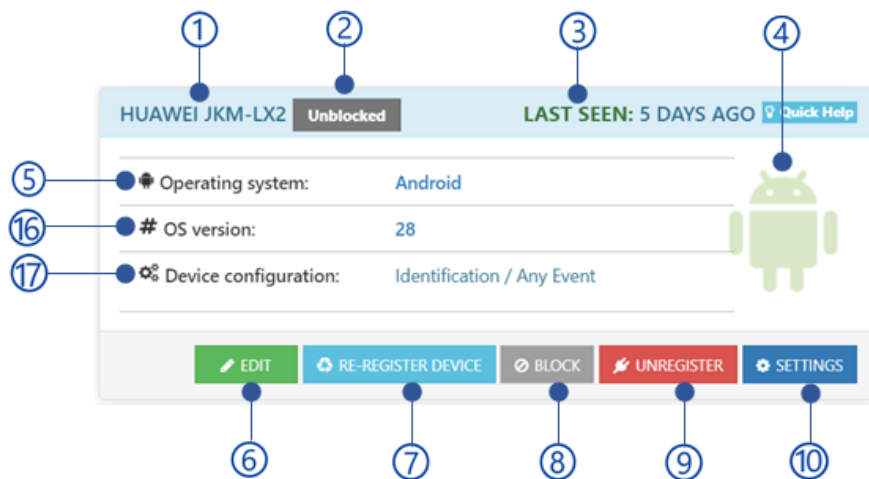 1 2 3 4
HUAWEI JKM-LX2 Unblocked LAST SEEN: 5 DAYS AGO Quick Help
5 Operating system: Android
16 # OS version: 28
17 Device configuration: Identification / Any Event
EDIT RE-REGISTER DEVICE BLOCK UNREGISTER SETTINGS
6 7 8 9 10